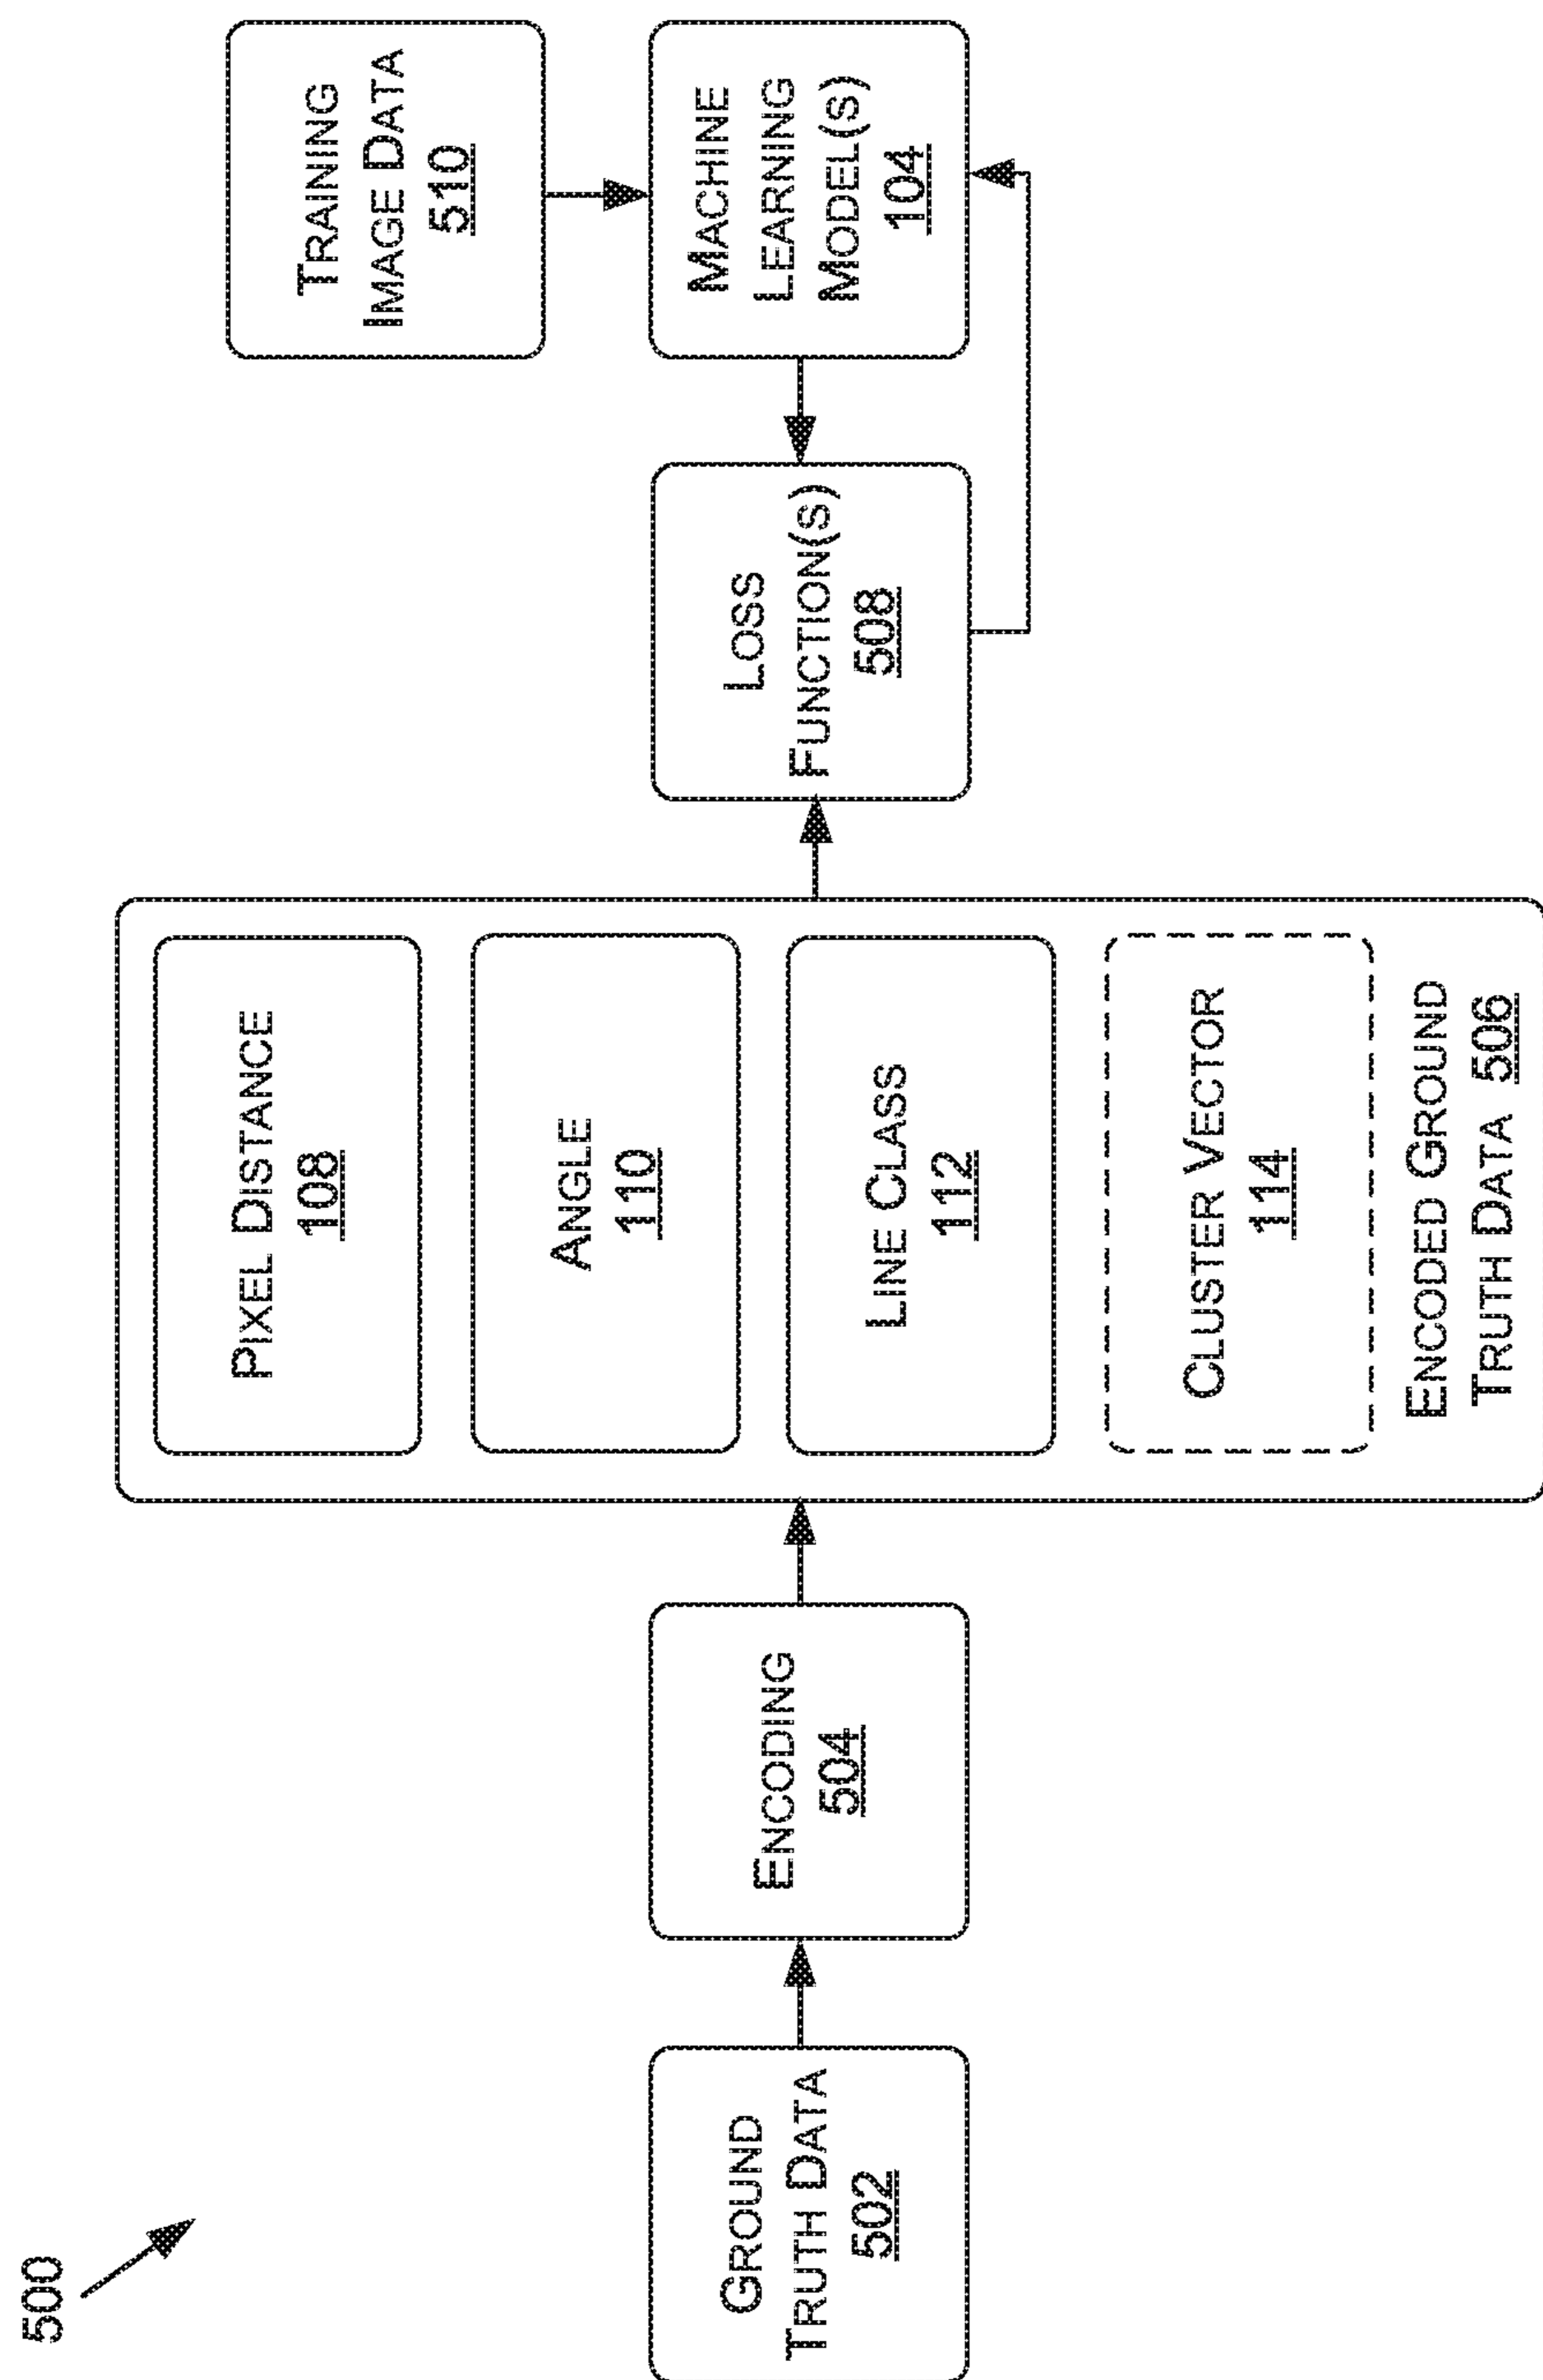 500
GROUND
TRUTH DATA
502
ENCODING
504
PIXEL DISTANCE
108
ANGLE
110
LINE CLASS
112
CLUSTER VECTOR
114
ENCODED GROUND
TRUTH DATA 506
LOSS
FUNCTION(S)
508
TRAINING
IMAGE DATA
510
MACHINE
LEARNING
MODEL(S)
104